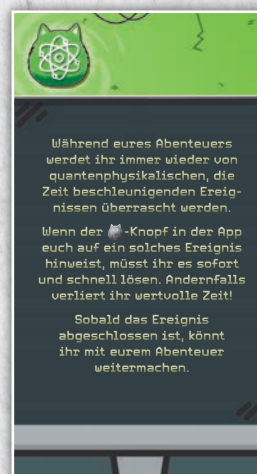 Während eures Abenteuers
werdet ihr immer wieder von
quantenphysikalischen, die
Zeit beschleunigenden Ereig-
nissen überrascht werden.
Wenn der -Knopf in der App
euch auf ein solches Ereignis
hinweist, müsst ihr es sofort
und schnell lösen. Andernfalls
verliert ihr wertvolle Zeit!
Sobald das Ereignis
abgeschlossen ist, könnt
ihr mit eurem Abenteuer
weitermachen.